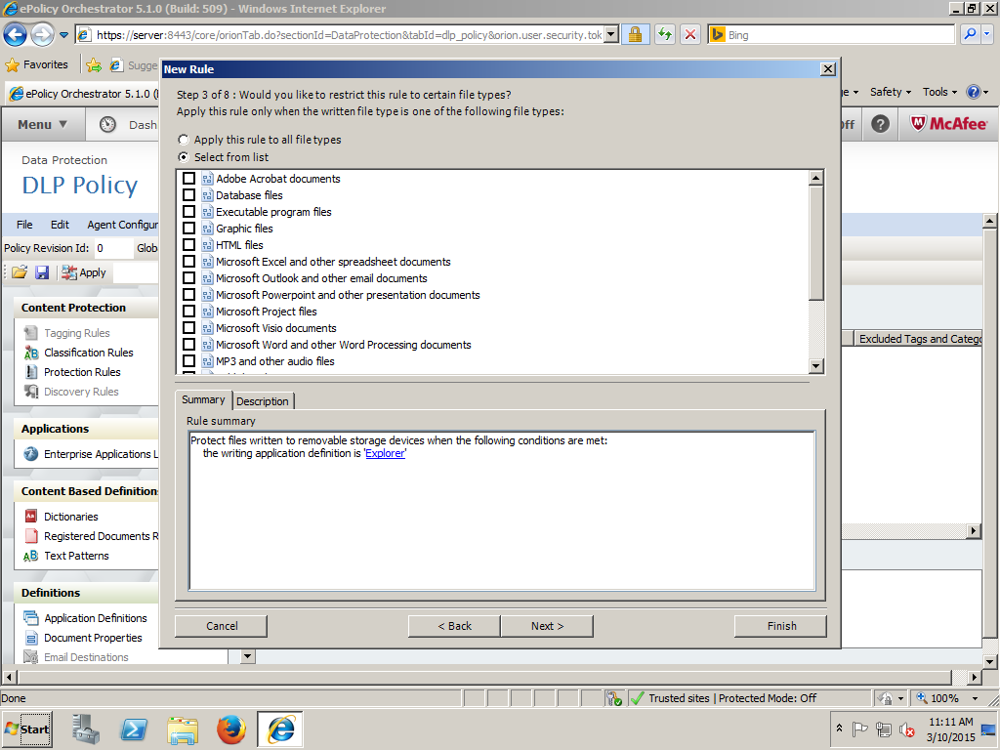 ePolicy Orchestrator 5.1.0 (Build: 509) - Windows Internet Explorer
https://server:8443/core/orionTab.do?sectionId=DataProtection&tabId=dlp_policy&orion.user.security.tok
Bing
Favorites
Sugge
ePolicy Orchestrator 5.1.0 (
Safety
Tools
Menu
Dash
Off
McAfee
Data Protection
DLP Policy
File Edit Agent Configur
Policy Revision Id: 0 Glob
Apply
Content Protection
Tagging Rules
Classification Rules
Protection Rules
Discovery Rules
Applications
Enterprise Applications L
Content Based Definition
Dictionaries
Registered Documents R
Text Patterns
Definitions
Application Definitions
Document Properties
Email Destinations
New Rule
Step 3 of 8 : Would you like to restrict this rule to certain file types?
Apply this rule only when the written file type is one of the following file types:
Apply this rule to all file types
Select from list
Adobe Acrobat documents
Database files
Executable program files
Graphic files
HTML files
Microsoft Excel and other spreadsheet documents
Microsoft Outlook and other email documents
Microsoft Powerpoint and other presentation documents
Microsoft Project files
Microsoft Visio documents
Microsoft Word and other Word Processing documents
MP3 and other audio files
Summary Description
Rule summary
Protect files written to removable storage devices when the following conditions are met:
the writing application definition is 'Explorer'
Cancel
< Back
Next >
Finish
Excluded Tags and Catego
Done
Trusted sites | Protected Mode: Off
100%
Start
11:11 AM
3/10/2015